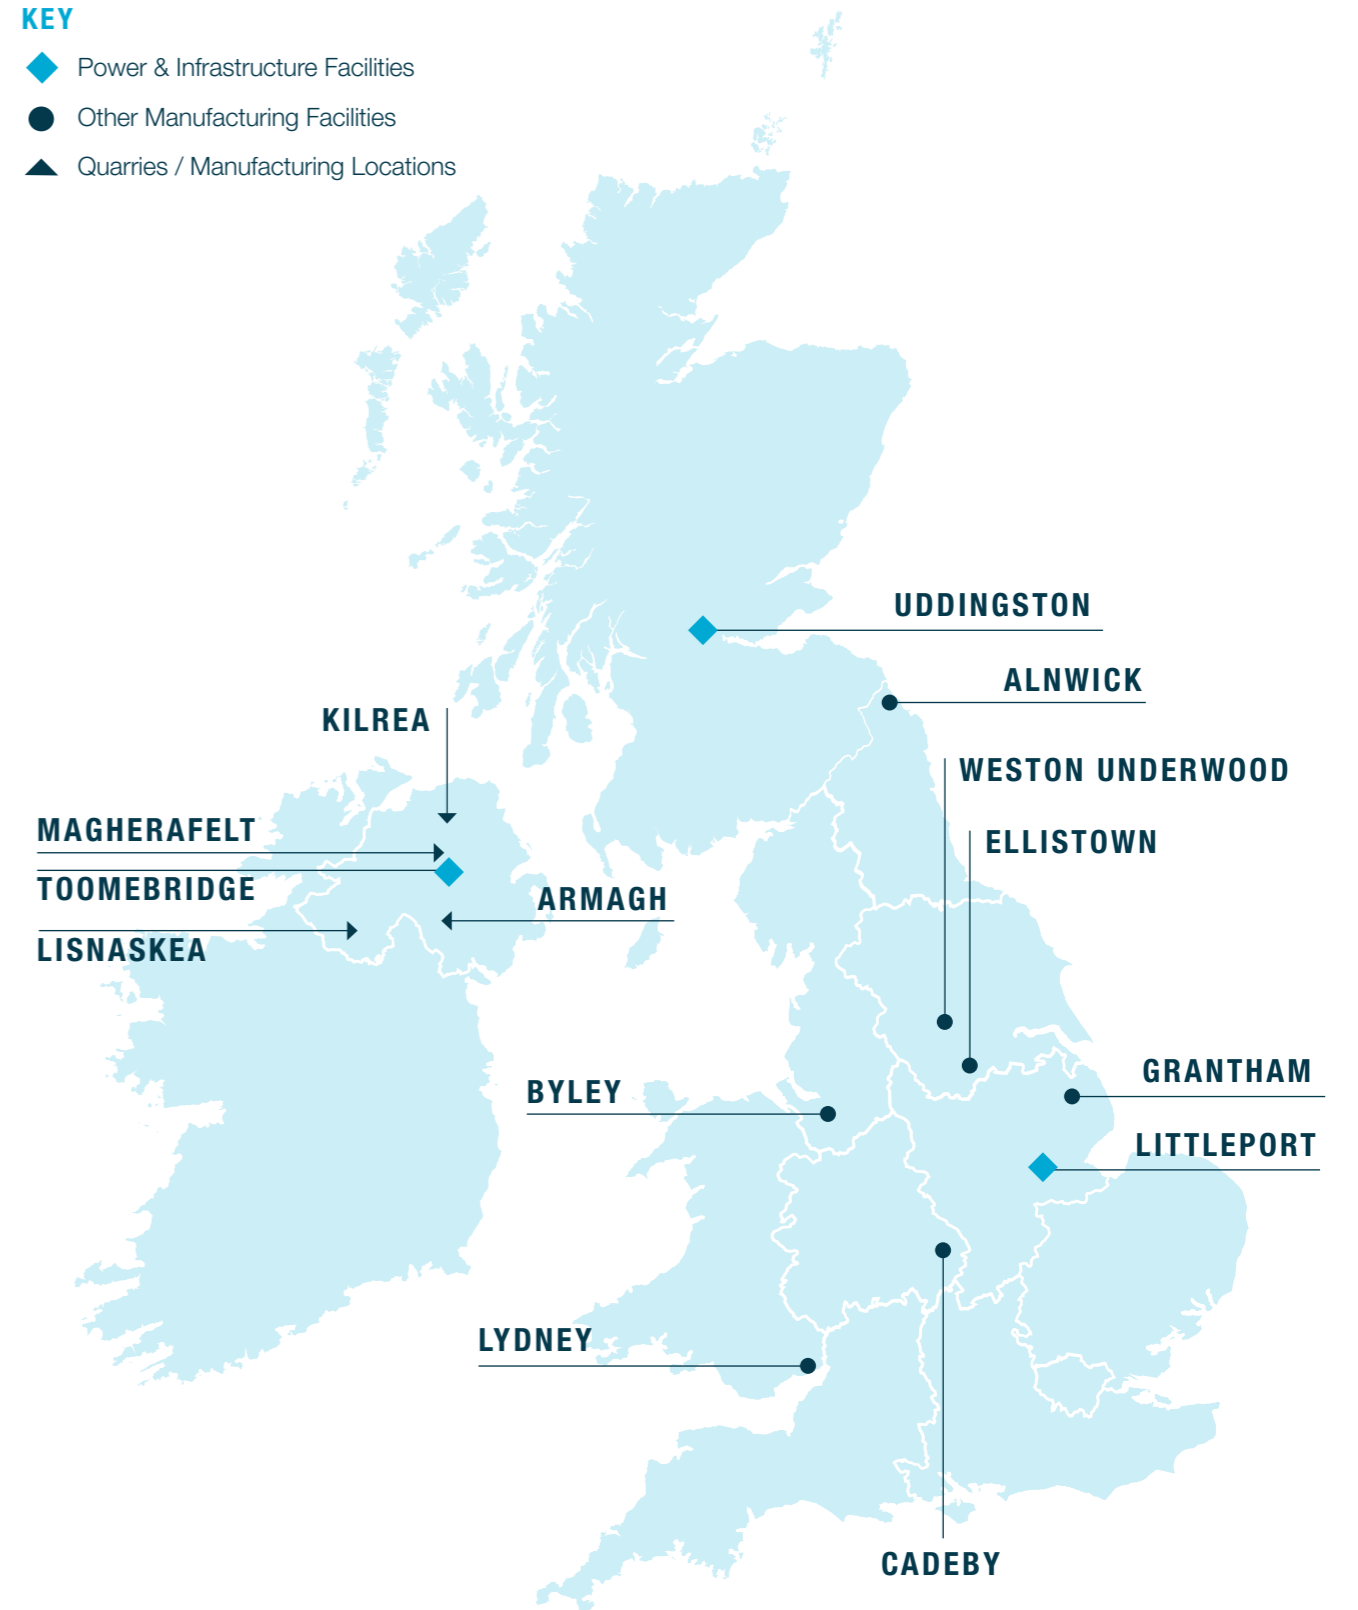 KEY
Power & Infrastructure Facilities
Other Manufacturing Facilities
Quarries / Manufacturing Locations
UDDINGSTON
ALNWICK
KILREA
WESTON UNDERWOOD
MAGHERAFELT
ELLISTOWN
TOOMEBRIDGE
ARMAGH
LISNASKEA
GRANTHAM
BYLEY
LITTLEPORT
LYDNEY
CADEBY